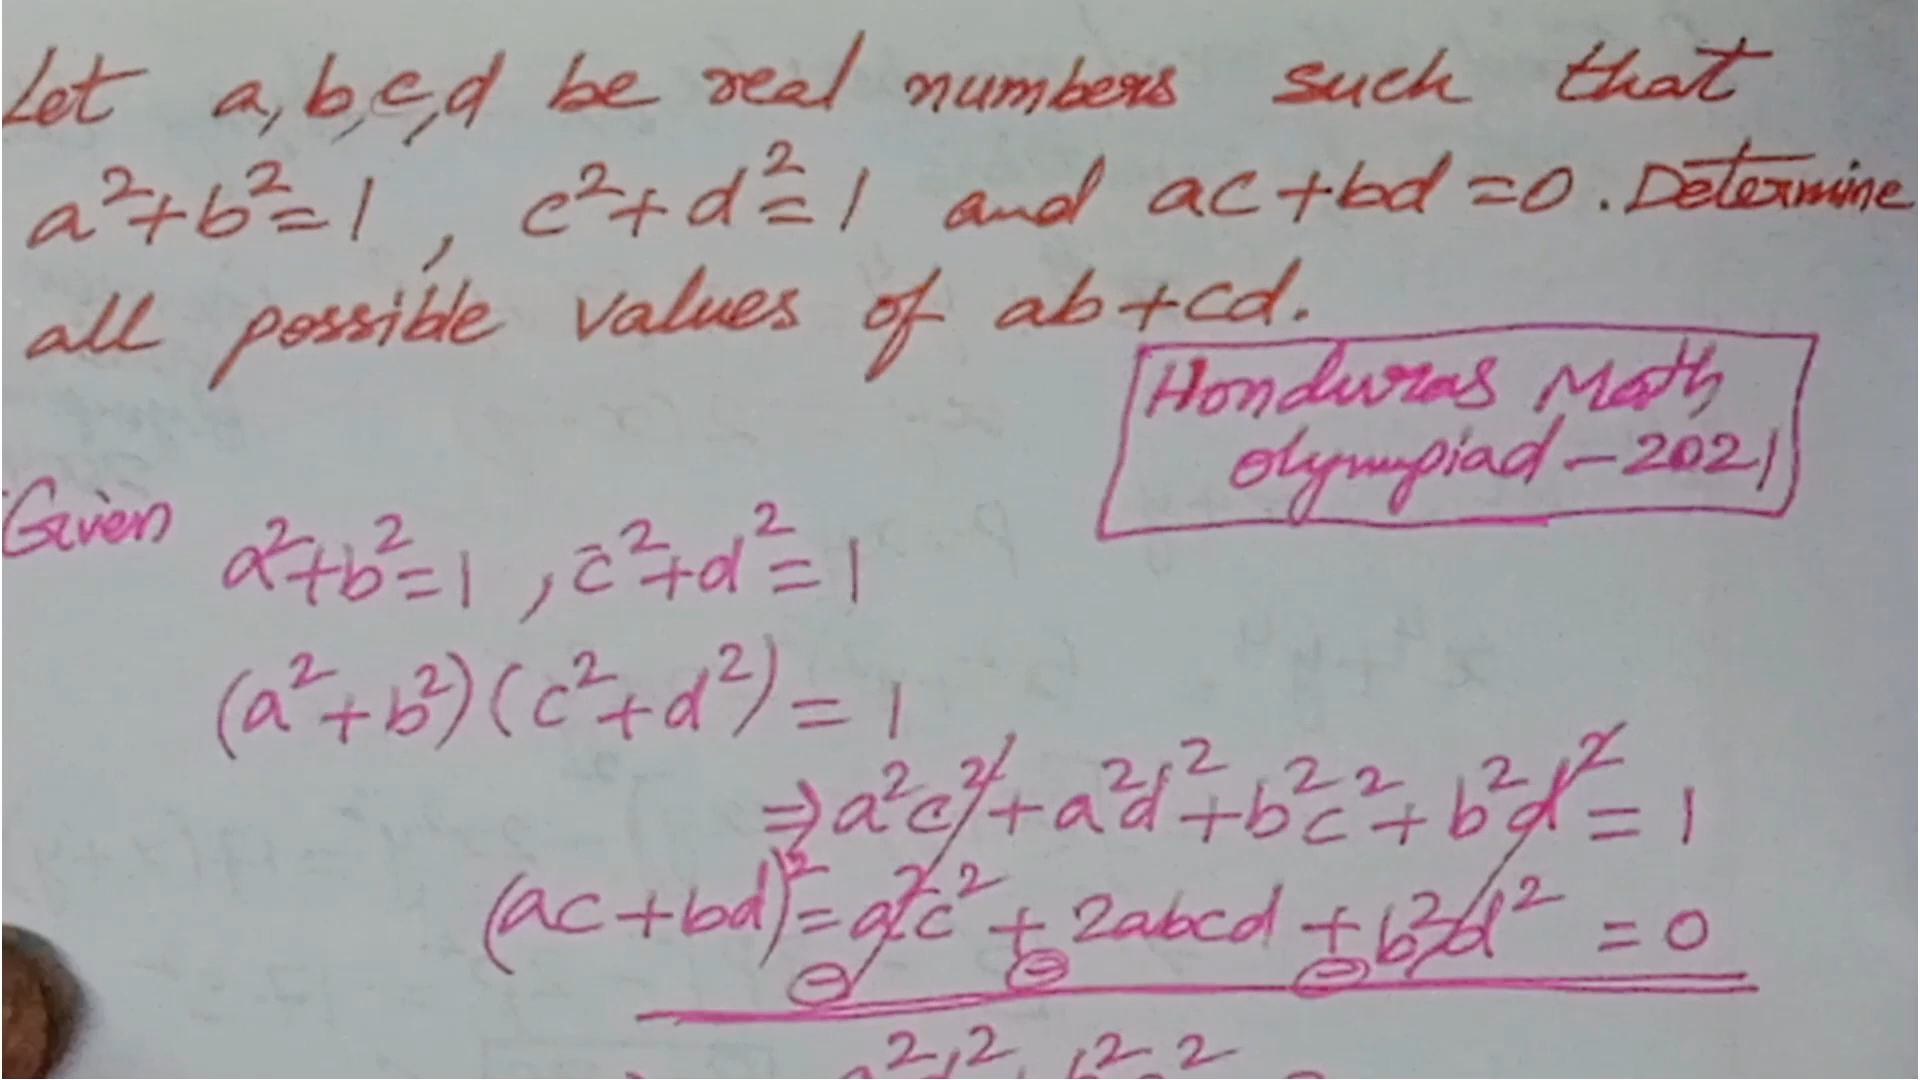 Let a, b, c, d be real numbers such that
a²+b²=1, c²+d²=1 and ac+bd=0. Determine
all possible values of ab+cd.
Honduras Math
Olympiad-2021
Given
a²+b²=1, c²+d²=1
(a²+b²)(c²+d²)=1
⇒a²c²+a²d²+b²c²+b²d²=1
(ac+bd)²=a²c²+2abcd+b²d²=0